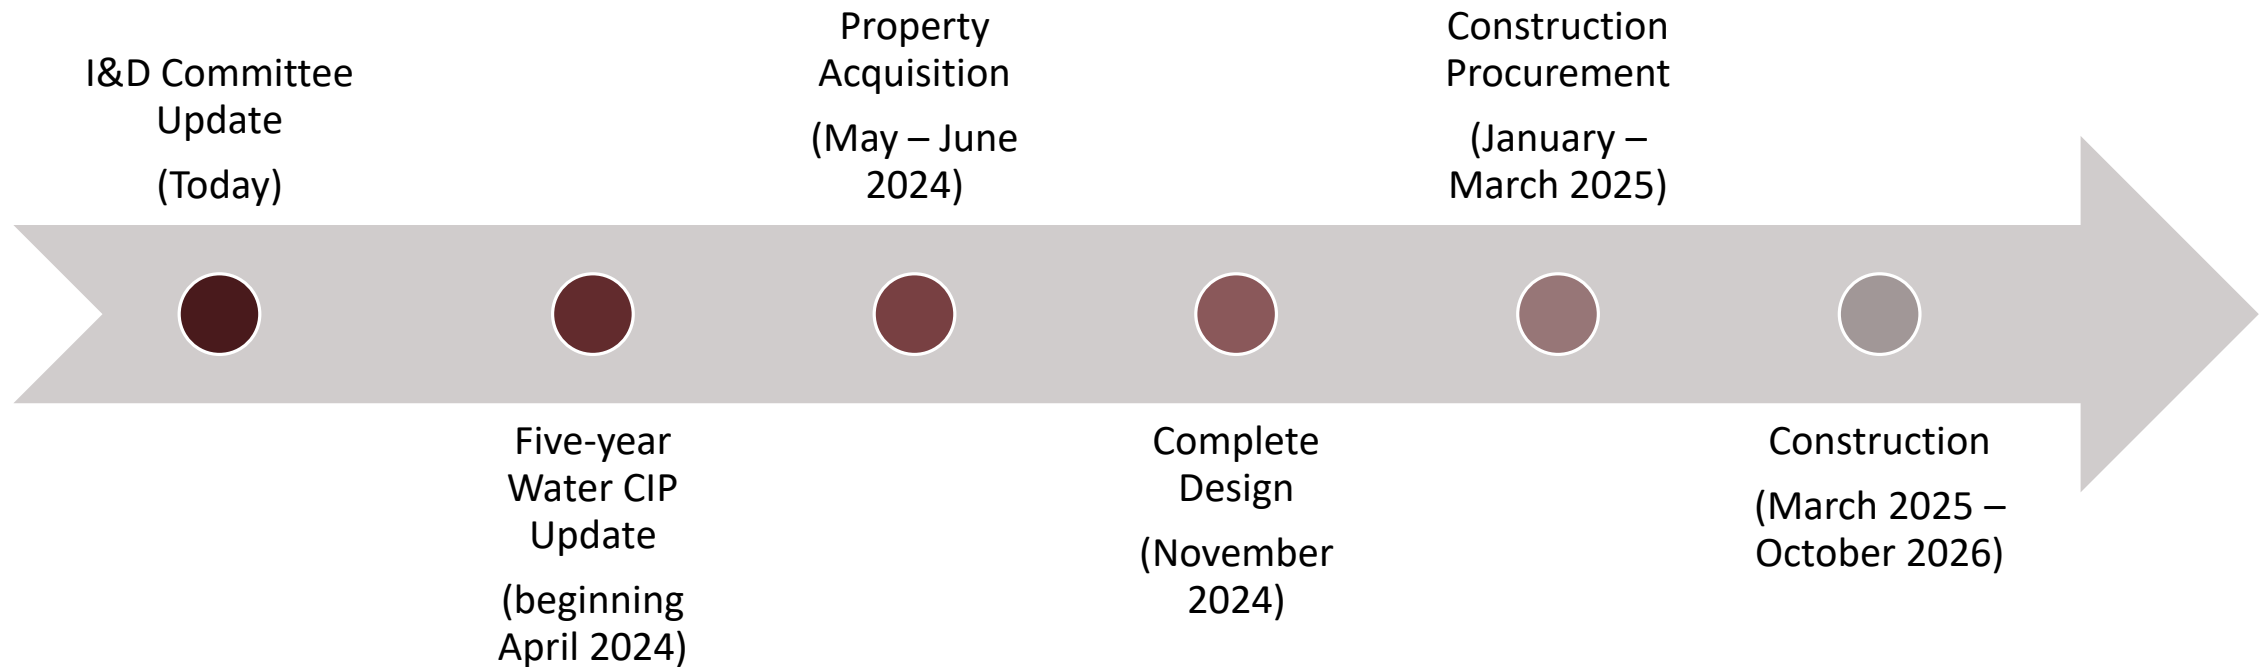 I&D Committee
Update
(Today)
Five-year
Water CIP
Update
(beginning
April 2024)
Property
Acquisition
(May – June
2024)
Complete
Design
(November
2024)
Construction
Procurement
(January –
March 2025)
Construction
(March 2025 –
October 2026)